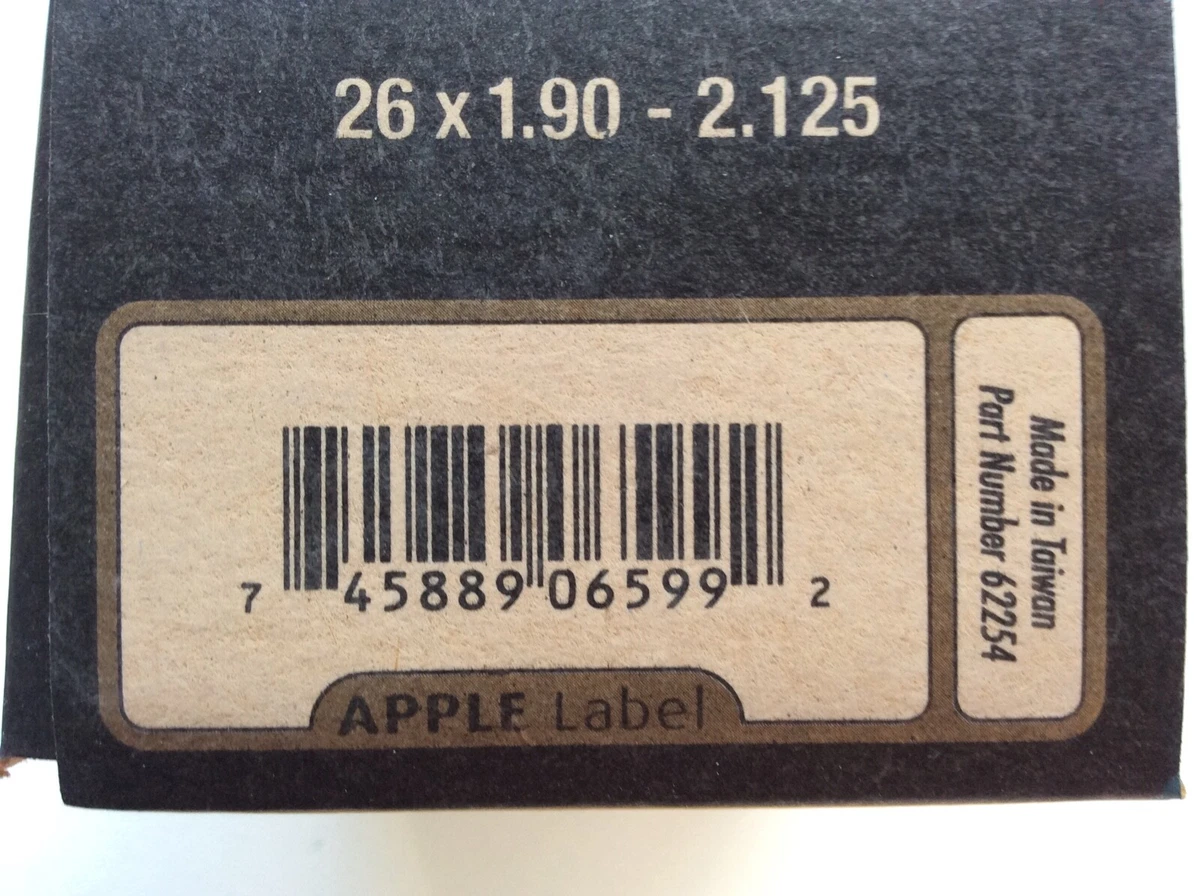 26 x 1.90 - 2.125
7 45889 06599 2
APPLE Label
Made in Taiwan
Part Number 62254